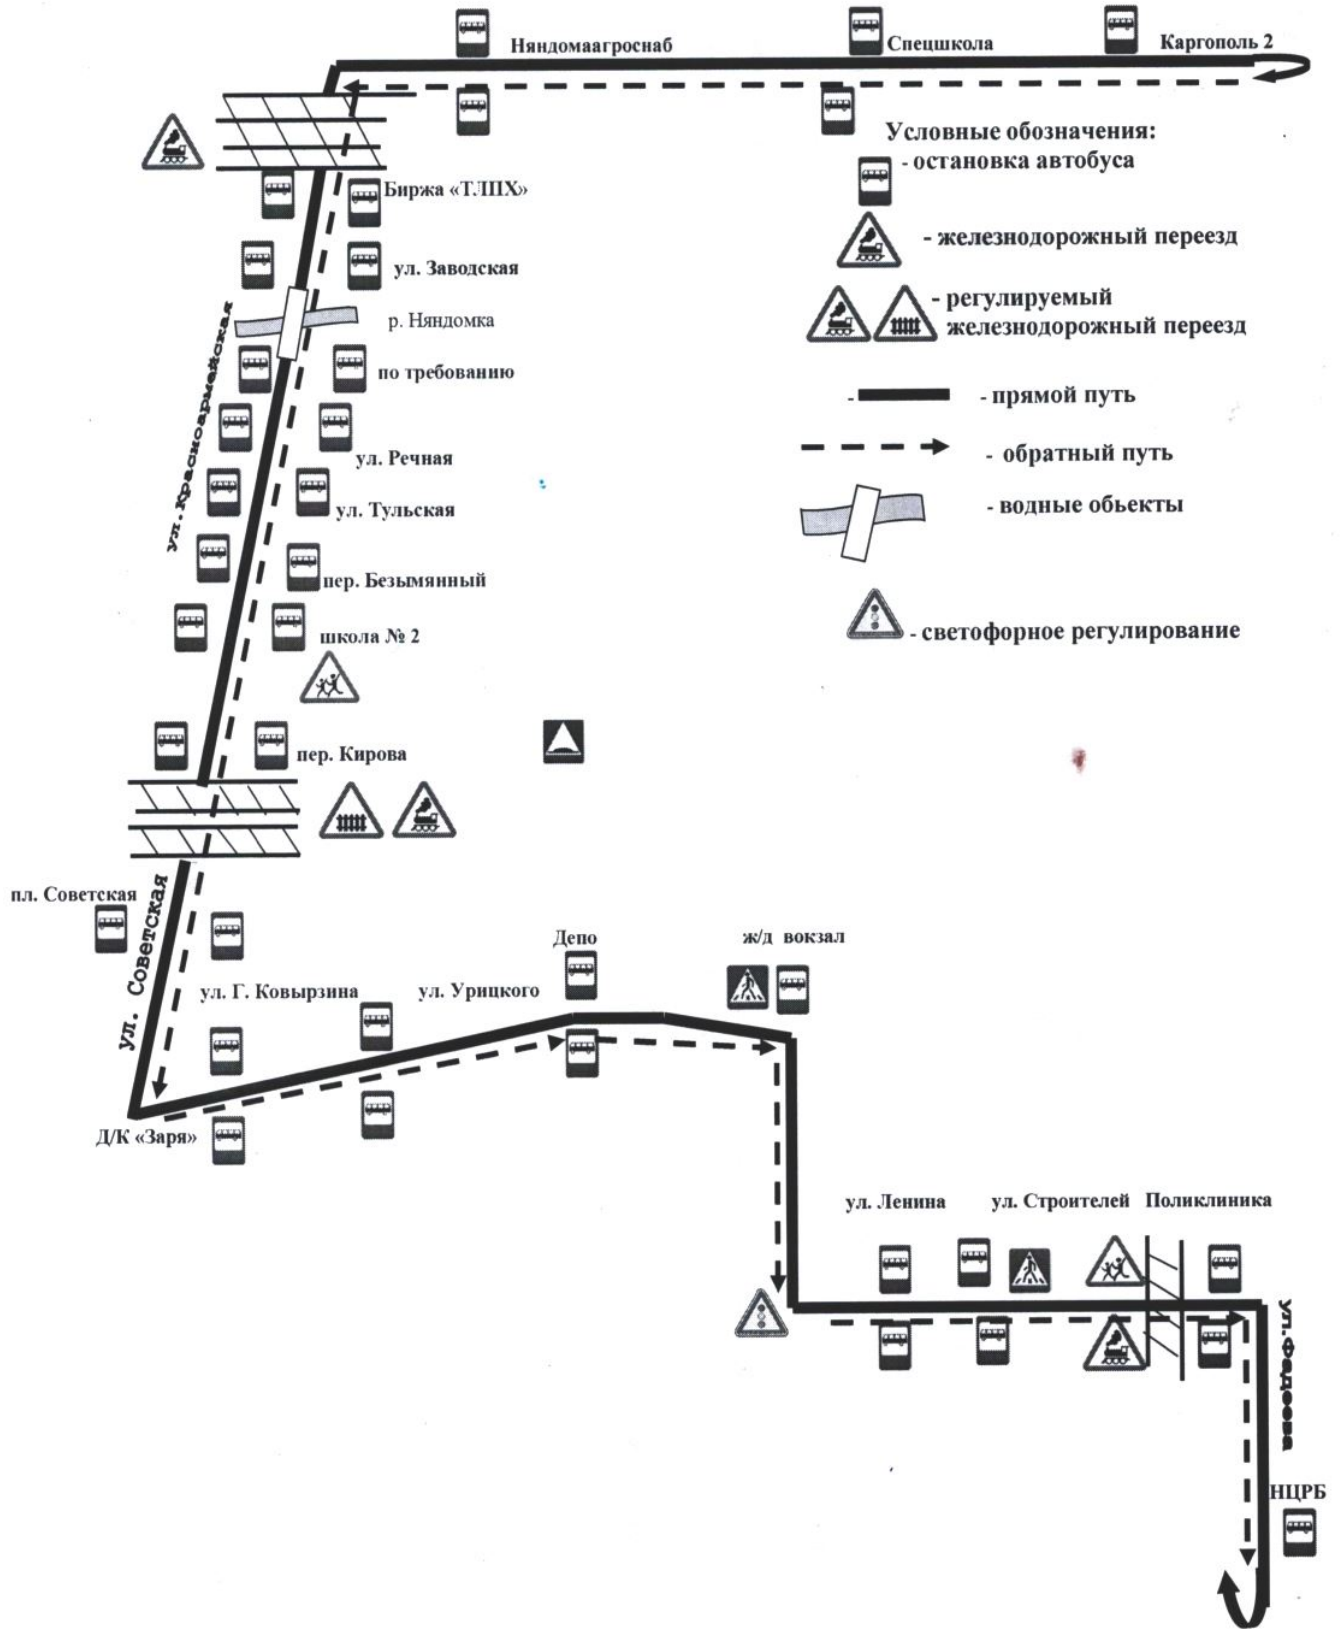 Няндомаагроснаб
Спецшкола
Каргополь 2
Условные обозначения:
- остановка автобуса
Биржа «ТЛПХ»
- железнодорожный переезд
ул. Заводская
- регулируемый
железнодорожный переезд
р. Няндомка
ул.Красноармейская
по требованию
- прямой путь
ул. Речная
- обратный путь
ул. Тульская
- водные обьекты
пер. Безымянный
школа № 2
- светофорное регулирование
пер. Кирова
пл. Советская
ул. Советская
Депо
ж/д вокзал
ул. Г. Ковырзина
ул. Урицкого
Д/К «Заря»
ул. Ленина
ул. Строителей
Поликлиника
ул.Фадеева
НЦРБ